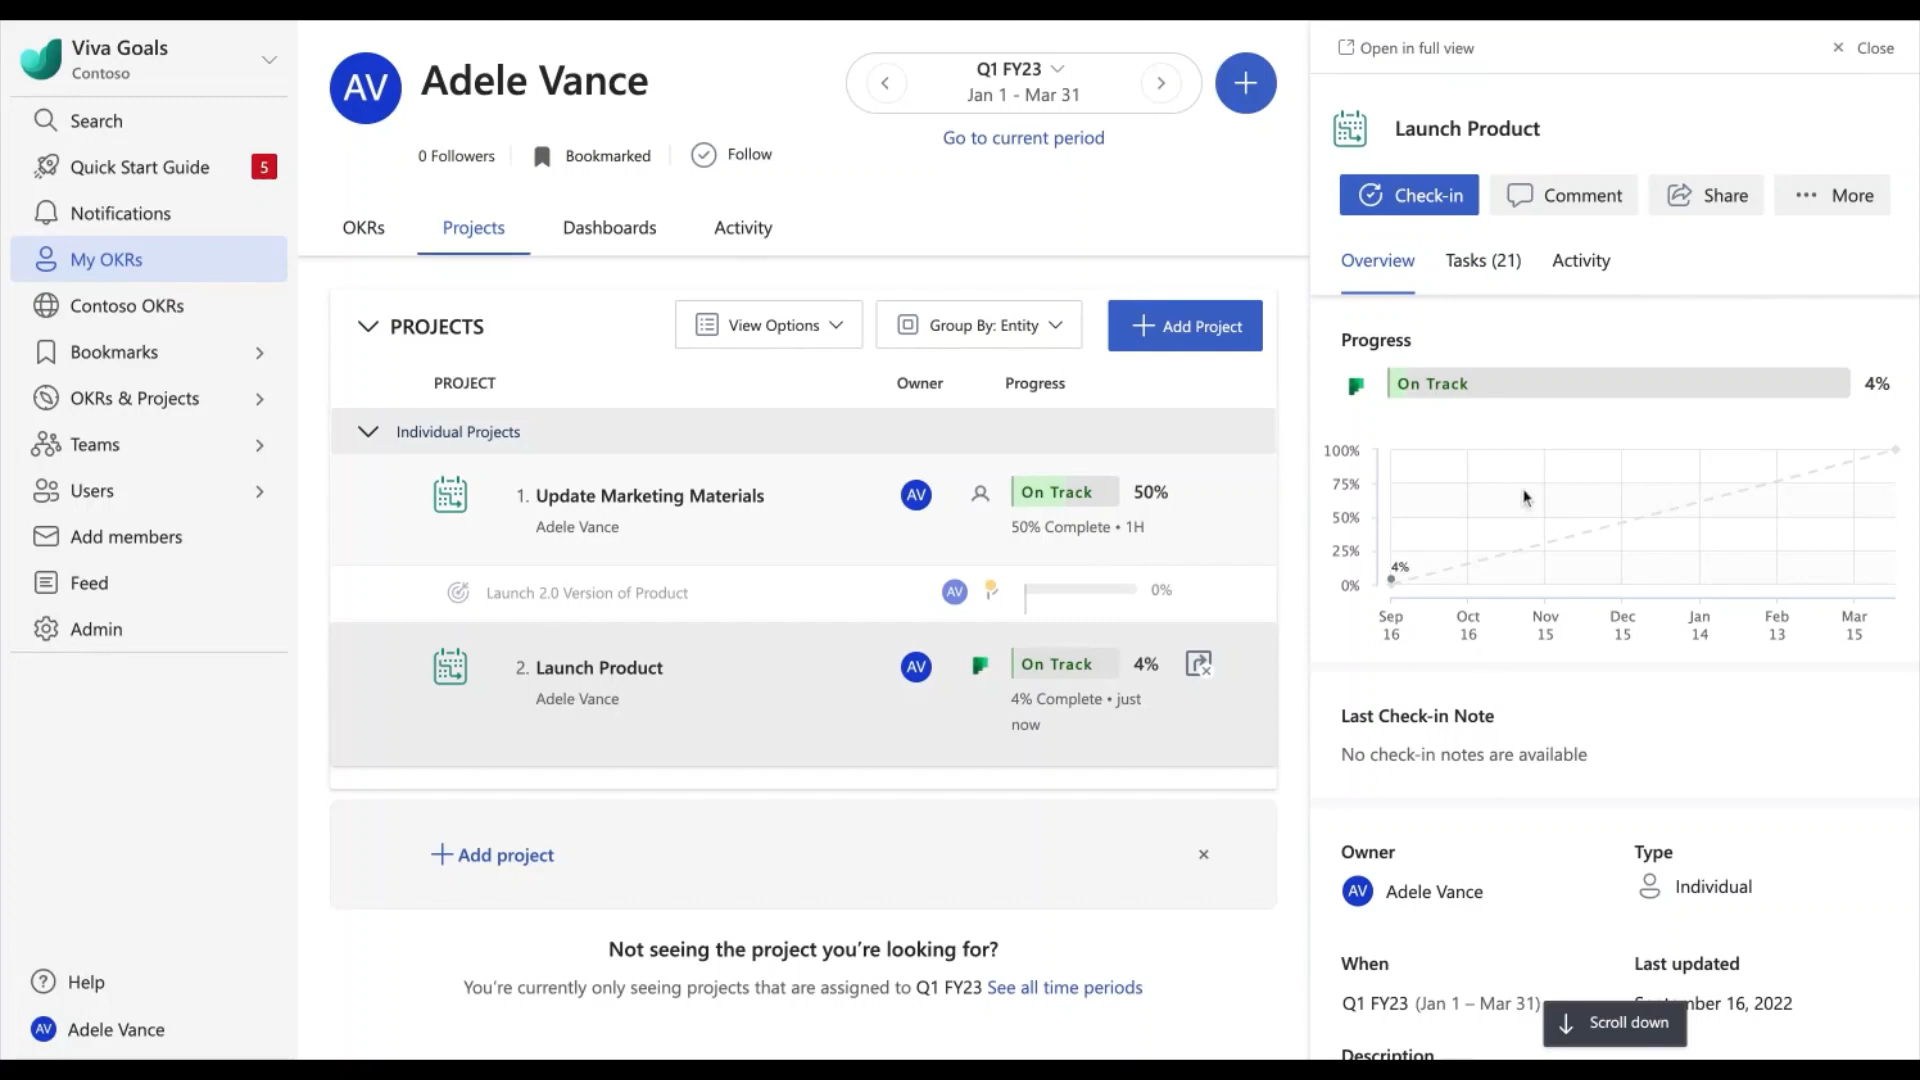 Viva Goals
Contoso
Search
Quick Start Guide 5
Notifications
My OKRs
Contoso OKRs
Bookmarks
OKRs & Projects
Teams
Users
Add members
Feed
Admin
Help
AV Adele Vance
AV Adele Vance
0 Followers Bookmarked Follow
Q1 FY23
Jan 1 - Mar 31
Go to current period
OKRs Projects Dashboards Activity
PROJECTS View Options Group By: Entity Add Project
PROJECT Owner Progress
Individual Projects
1. Update Marketing Materials AV On Track 50%
Adele Vance 50% Complete • 1H
Launch 2.0 Version of Product AV 0%
2. Launch Product AV On Track 4%
Adele Vance 4% Complete • just
now
Add project
Not seeing the project you're looking for?
You're currently only seeing projects that are assigned to Q1 FY23 See all time periods
Open in full view Close
Launch Product
Check-in Comment Share More
Overview Tasks (21) Activity
Progress
On Track 4%
100%
75%
50%
25%
4%
0%
Sep Oct Nov Dec Jan Feb Mar
16 16 15 15 14 13 15
Last Check-in Note
No check-in notes are available
Owner Type
AV Adele Vance Individual
When Last updated
Q1 FY23 (Jan 1 – Mar 31) 16, 2022
Scroll down
Description